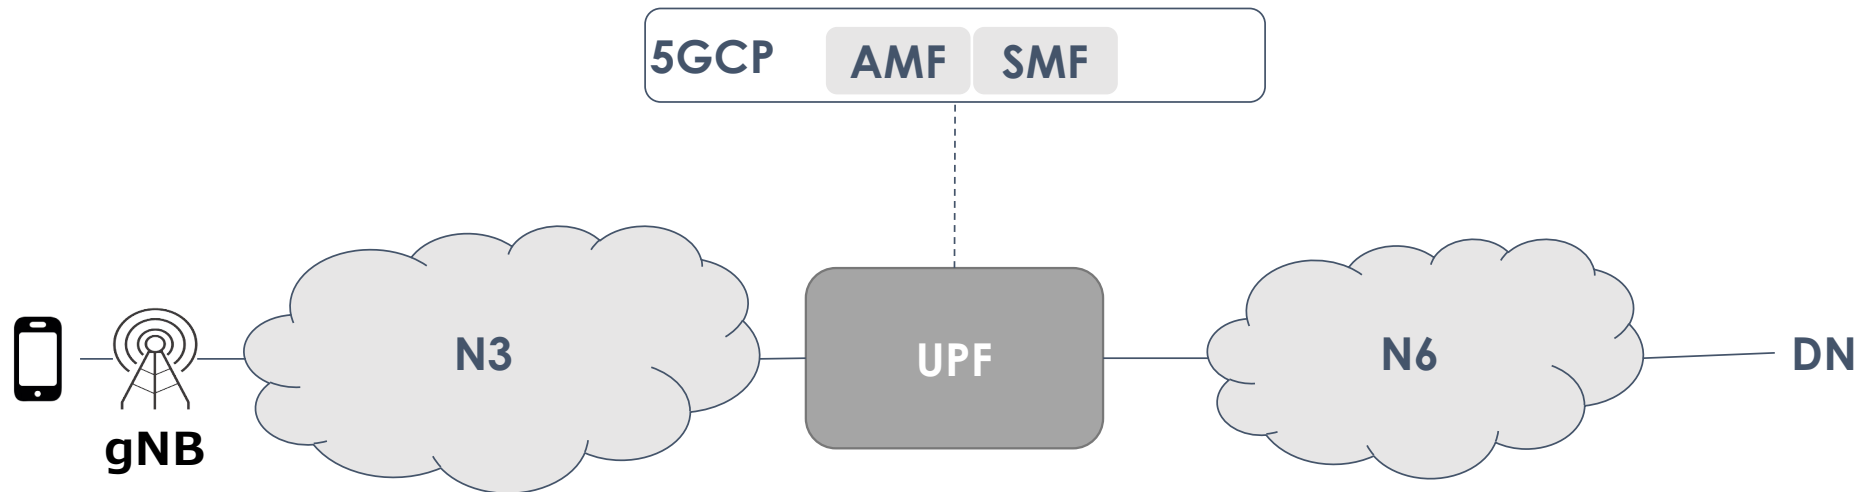 5GCP
AMF
SMF
N3
UPF
N6
DN
gNB